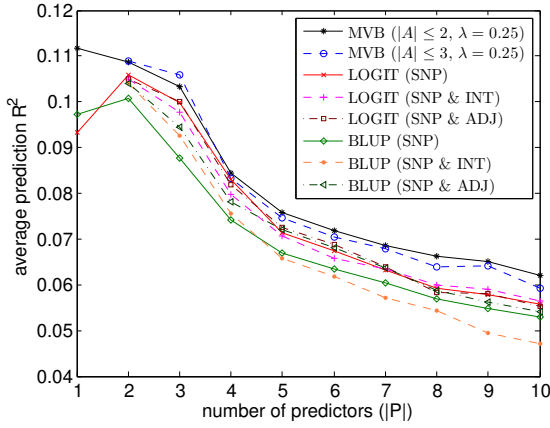 0.12
0.11
0.1
0.09
0.08
0.07
0.06
0.05
0.04
average prediction R²
MVB (|A| ≤ 2, λ = 0.25)
MVB (|A| ≤ 3, λ = 0.25)
LOGIT (SNP)
LOGIT (SNP & INT)
LOGIT (SNP & ADJ)
BLUP (SNP)
BLUP (SNP & INT)
BLUP (SNP & ADJ)
1 2 3 4 5 6 7 8 9 10
number of predictors (|P|)